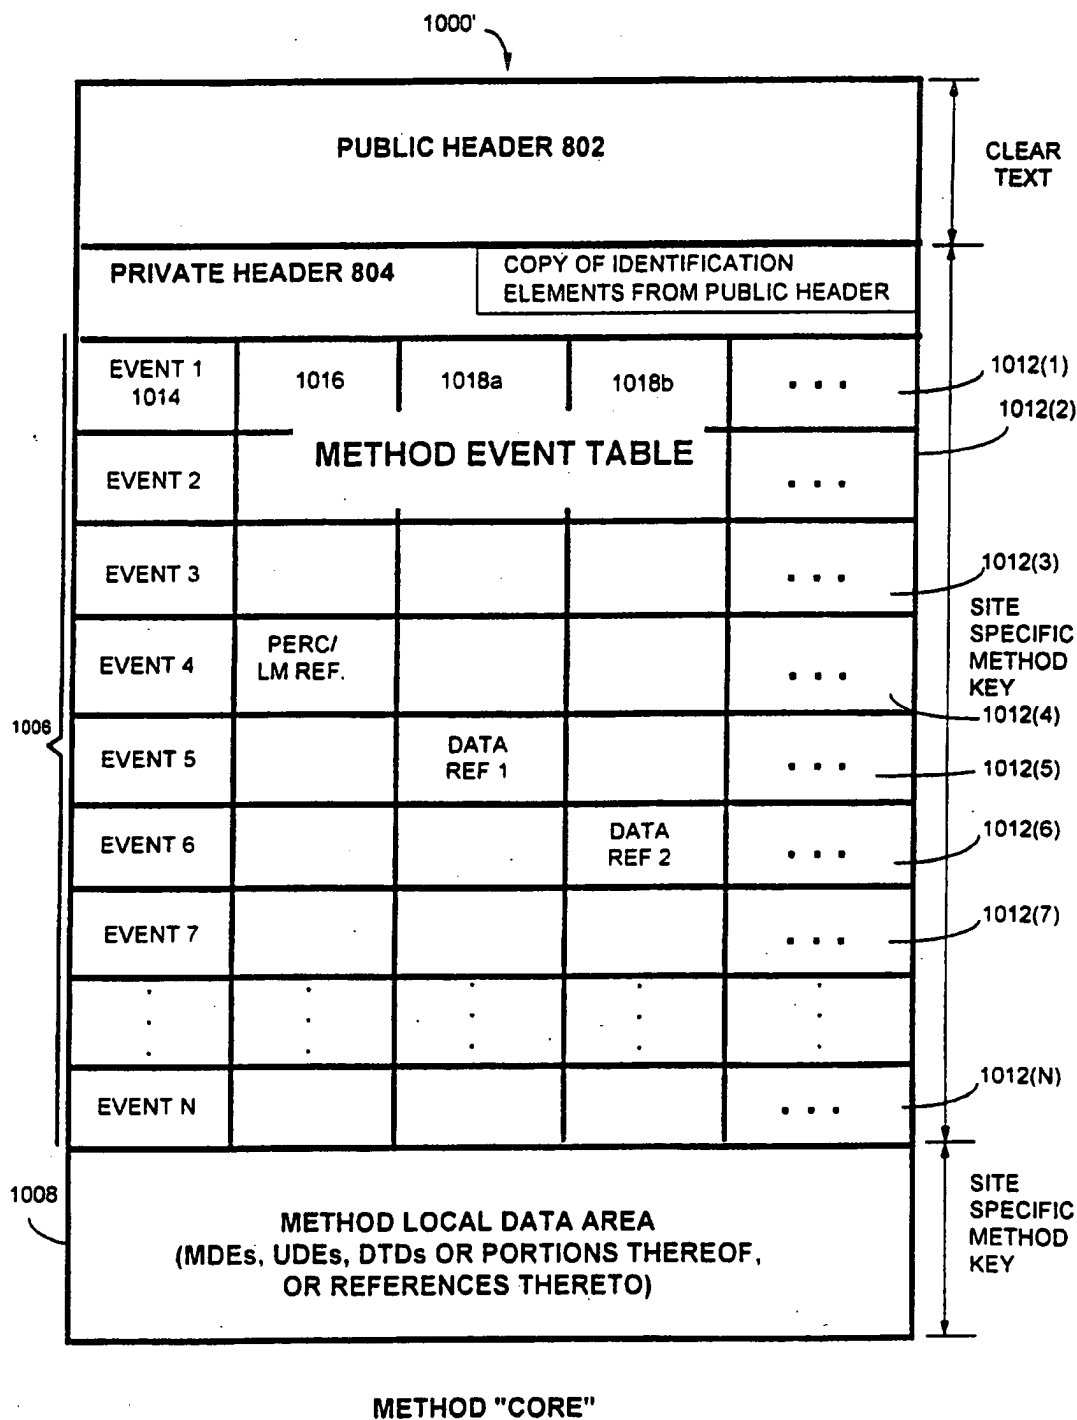 1000'
PUBLIC HEADER 802
CLEAR
TEXT
PRIVATE HEADER 804
COPY OF IDENTIFICATION
ELEMENTS FROM PUBLIC HEADER
EVENT 1
1014
1016
1018a
1018b
. . .
1012(1)
1012(2)
METHOD EVENT TABLE
EVENT 2
. . .
EVENT 3
. . .
1012(3)
SITE
SPECIFIC
METHOD
KEY
EVENT 4
PERC/
LM REF.
. . .
1012(4)
1006
EVENT 5
DATA
REF 1
. . .
1012(5)
EVENT 6
DATA
REF 2
. . .
1012(6)
EVENT 7
. . .
1012(7)
EVENT N
. . .
1012(N)
1008
METHOD LOCAL DATA AREA
(MDEs, UDEs, DTDs OR PORTIONS THEREOF,
OR REFERENCES THERETO)
SITE
SPECIFIC
METHOD
KEY
METHOD "CORE"